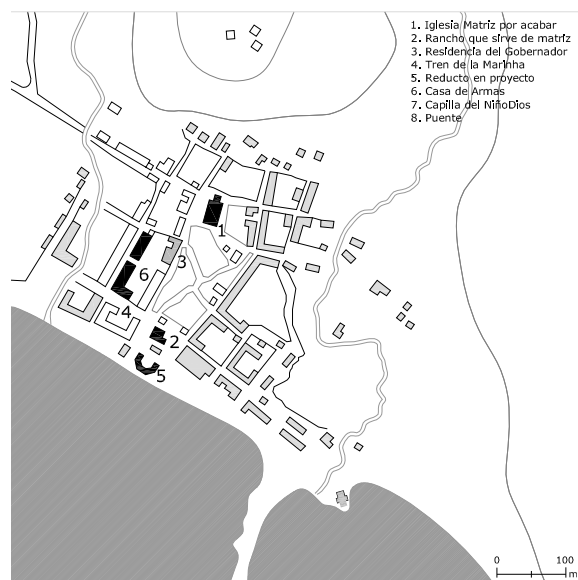 1. Iglesia Matriz por acabar
2. Rancho que sirve de matriz
3. Residencia del Gobernador
4. Tren de la Marinha
5. Reducto en proyecto
6. Casa de Armas
7. Capilla del NiñoDios
8. Puente
1
3
6
4
2
5
0 100
m